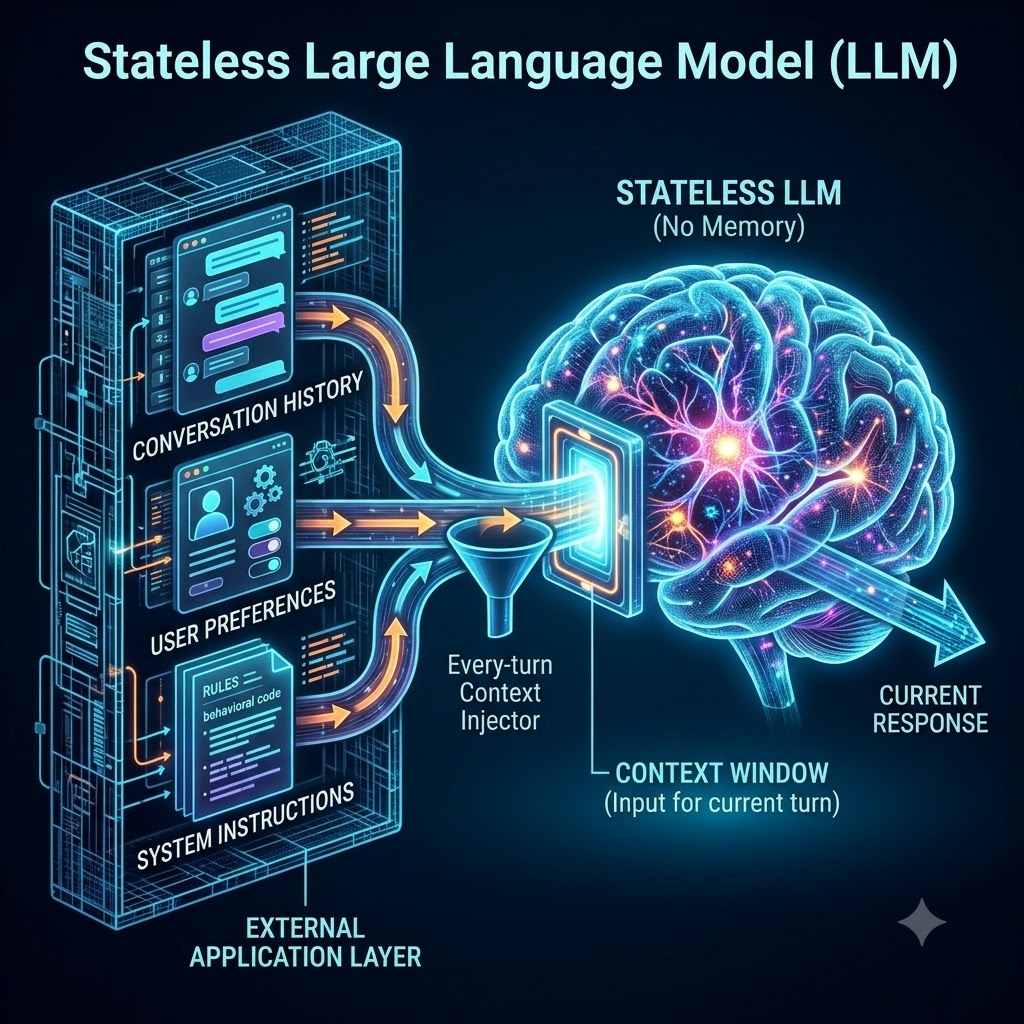 Stateless Large Language Model (LLM)
STATELESS LLM
(No Memory)
CONVERSATION HISTORY
USER PREFERENCES
RULES
behavioral code
SYSTEM INSTRUCTIONS
Every-turn
Context
Injector
CONTEXT WINDOW
(Input for current turn)
CURRENT
RESPONSE
EXTERNAL
APPLICATION LAYER